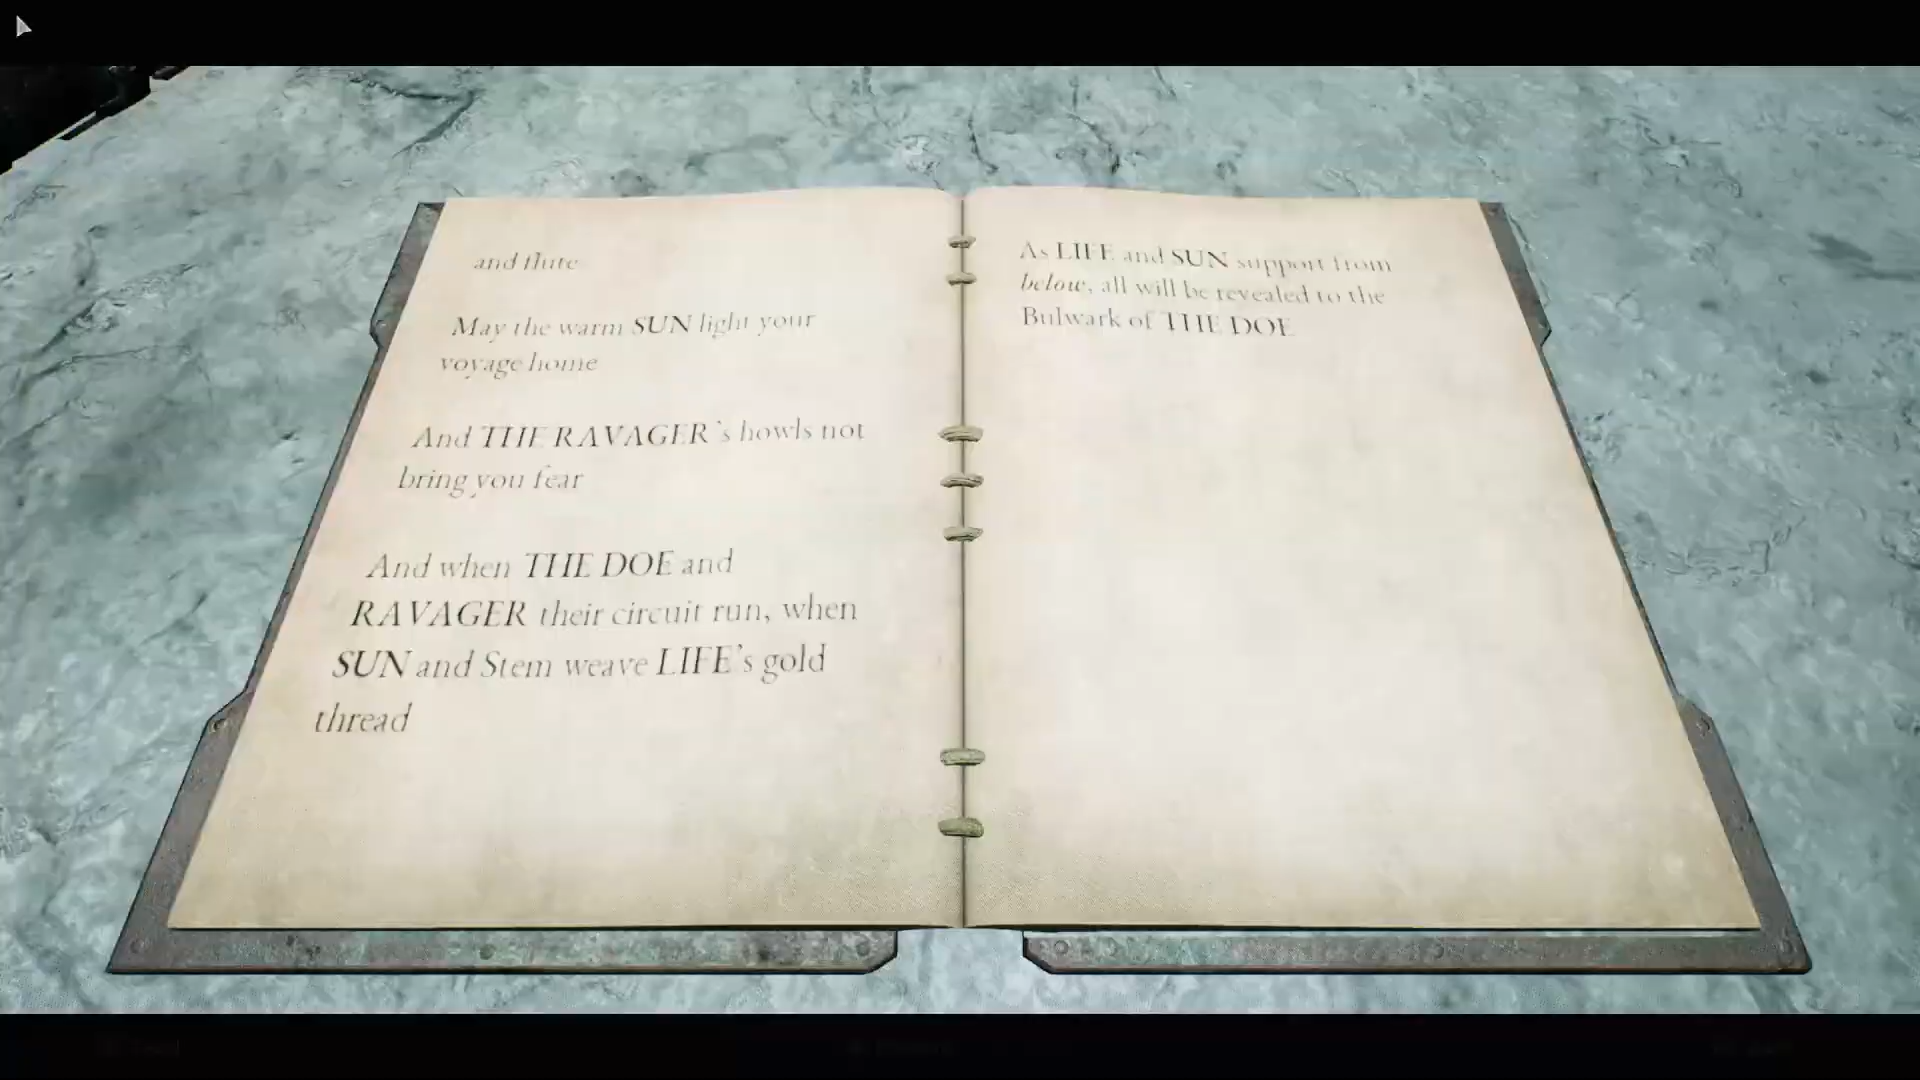 and flute
May the warm SUN light your
voyage home
And THE RAVAGER's howls not
bring you fear
And when THE DOE and
RAVAGER their circuit run, when
SUN and Stem weave LIFE's gold
thread
As LIFE and SUN support from
below, all will be revealed to the
Bulwark of THE DOE